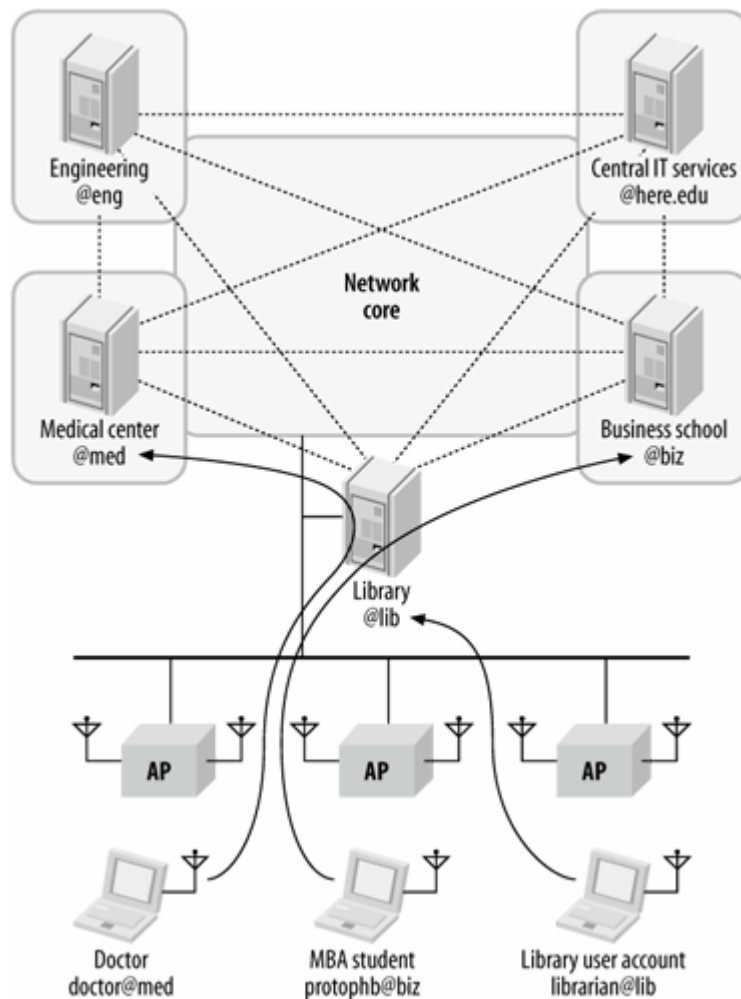 Engineering
@eng
Central IT services
@here.edu
Network
core
Medical center
@med
Business school
@biz
Library
@lib
AP
AP
AP
Doctor
doctor@med
MBA student
protophb@biz
Library user account
librarian@lib